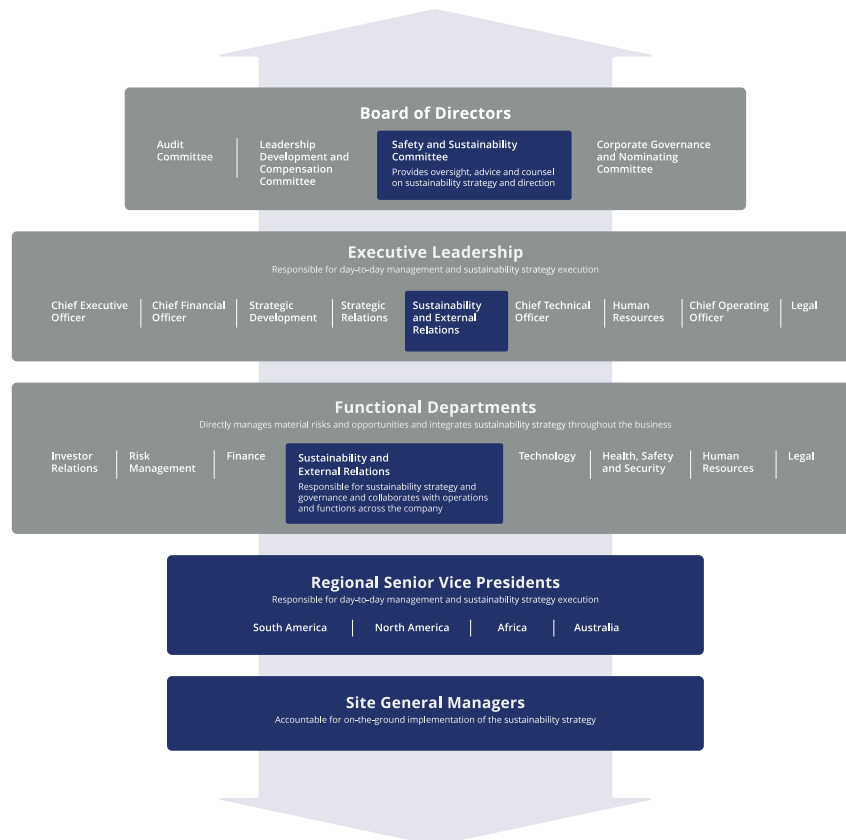 Board of Directors
Audit
Committee
Leadership
Development and
Compensation
Committee
Safety and Sustainability
Committee
Provides oversight, advice and counsel
on sustainability strategy and direction
Corporate Governance
and Nominating
Committee
Executive Leadership
Responsible for day-to-day management and sustainability strategy execution
Chief Executive
Officer
Chief Financial
Officer
Strategic
Development
Strategic
Relations
Sustainability
and External
Relations
Chief Technical
Officer
Human
Resources
Chief Operating
Officer
Legal
Functional Departments
Directly manages material risks and opportunities and integrates sustainability strategy throughout the business
Investor
Relations
Risk
Management
Finance
Sustainability and
External Relations
Responsible for sustainability strategy and
governance and collaborates with operations
and functions across the company
Technology
Health, Safety
and Security
Human
Resources
Legal
Regional Senior Vice Presidents
Responsible for day-to-day management and sustainability strategy execution
South America
North America
Africa
Australia
Site General Managers
Accountable for on-the-ground implementation of the sustainability strategy